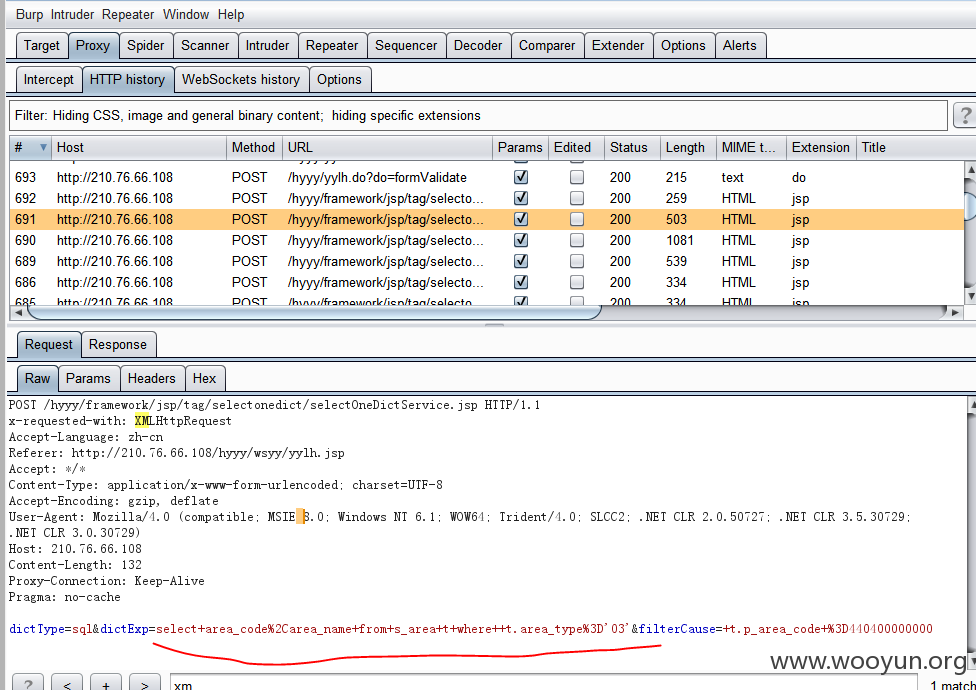 Burp Intruder Repeater Window Help
Target Proxy Spider Scanner Intruder Repeater Sequencer Decoder Comparer Extender Options Alerts
Intercept HTTP history WebSockets history Options
Filter: Hiding CSS, image and general binary content; hiding specific extensions ?
# Host Method URL Params Edited Status Length MIME t... Extension Title
693 http://210.76.66.108 POST /hyyy/yylh.do?do=formValidate 200 215 text do
692 http://210.76.66.108 POST /hyyy/framework/jsp/tag/selecto... 200 259 HTML jsp
691 http://210.76.66.108 POST /hyyy/framework/jsp/tag/selecto... 200 503 HTML jsp
690 http://210.76.66.108 POST /hyyy/framework/jsp/tag/selecto... 200 1081 HTML jsp
689 http://210.76.66.108 POST /hyyy/framework/jsp/tag/selecto... 200 539 HTML jsp
686 http://210.76.66.108 POST /hyyy/framework/jsp/tag/selecto... 200 334 HTML jsp
685 http://210.76.66.108 POST /hyyy/framework/jsp/tag/selecto... 200 334 HTML jsp
Request Response
Raw Params Headers Hex
POST /hyyy/framework/jsp/tag/selectonedict/selectOneDictService.jsp HTTP/1.1
x-requested-with: XMLHttpRequest
Accept-Language: zh-cn
Referer: http://210.76.66.108/hyyy/wsyy/yylh.jsp
Accept: */*
Content-Type: application/x-www-form-urlencoded; charset=UTF-8
Accept-Encoding: gzip, deflate
User-Agent: Mozilla/4.0 (compatible; MSIE 8.0; Windows NT 6.1; WOW64; Trident/4.0; SLCC2; .NET CLR 2.0.50727; .NET CLR 3.5.30729;
.NET CLR 3.0.30729)
Host: 210.76.66.108
Content-Length: 132
Proxy-Connection: Keep-Alive
Pragma: no-cache
dictType=sql&dictExp=select+area_code%2Carea_name+from+s_area+t+where++t.area_type%3D'03'&filterCause=+t.p_area_code+%3D440400000000
www.wooyun.org
? < + > xm 1 match